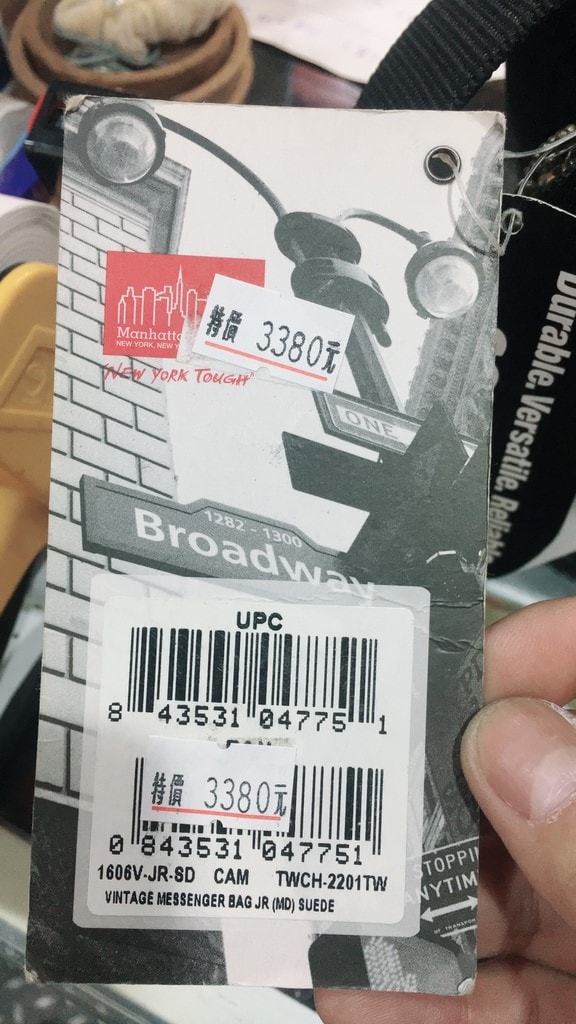 Manhatta
NEW YORK, NEW Y
NEW YORK TOUGH
特價 3380元
ONE
1282 - 1300
Broadway
Durable. Versatile. Reliable
UPC
8 43531 04775 1
特價 3380元
0 843531 047751
1606V-JR-SD CAM TWCH-2201TW
VINTAGE MESSENGER BAG JR (MD) SUEDE
STOPPI
ANYTIM